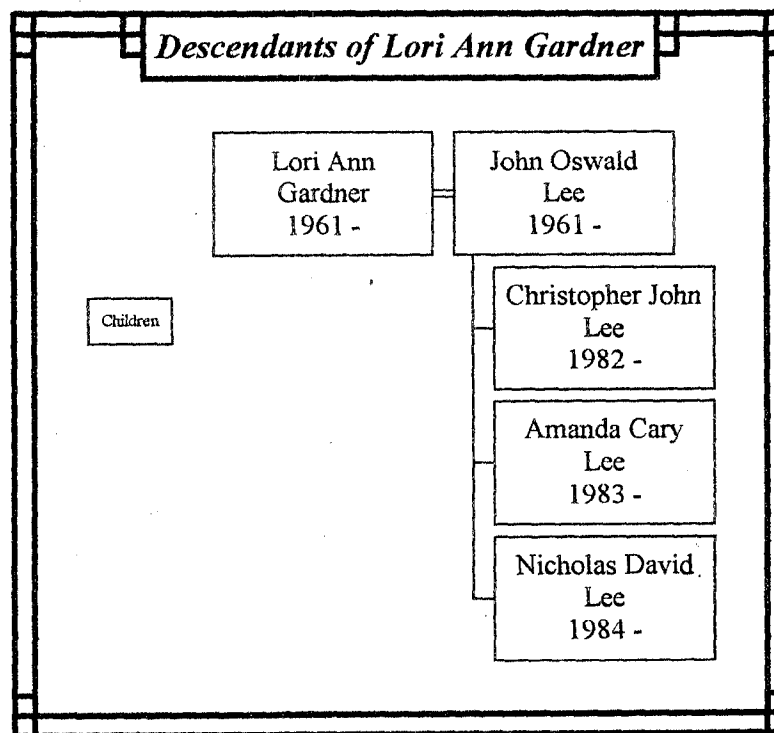 Descendants of Lori Ann Gardner
Lori Ann
Gardner
1961 -
John Oswald
Lee
1961 -
Children
Christopher John
Lee
1982 -
Amanda Cary
Lee
1983 -
Nicholas David
Lee
1984 -